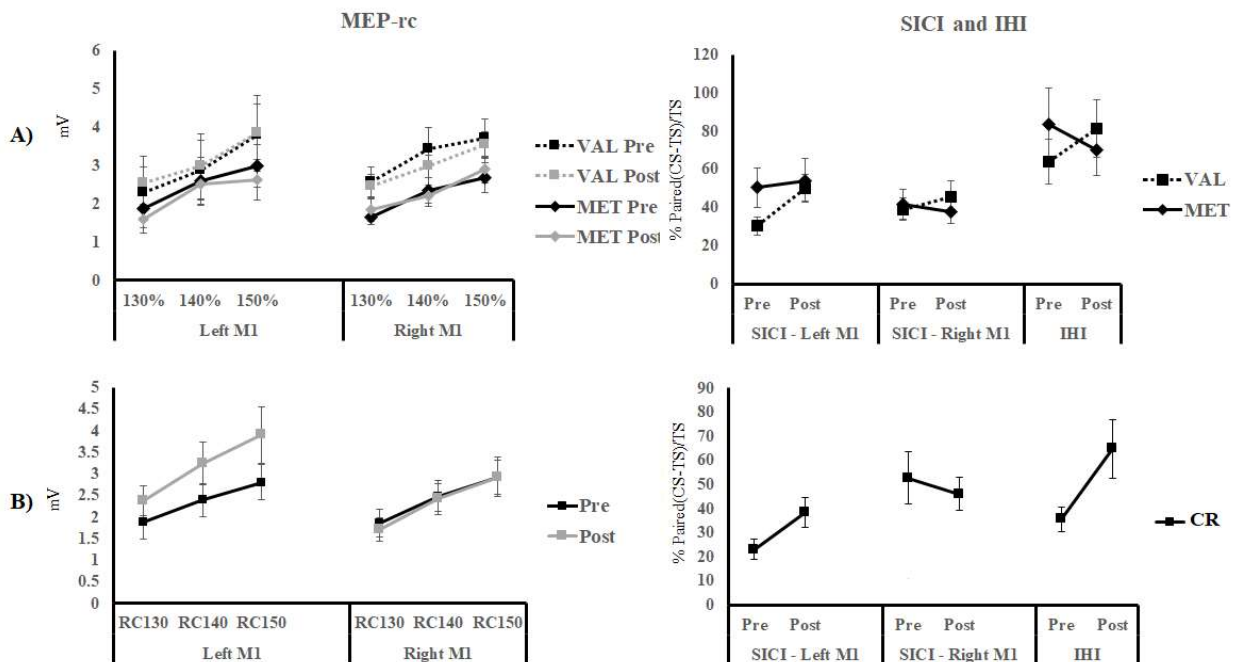 MEP-rc
SICI and IHI
A)
mV
6
5
4
3
2
1
0
130% 140% 150% 130% 140% 150%
Left M1 Right M1
VAL Pre
VAL Post
MET Pre
MET Post
% Paired(CS-TS)/TS
120
100
80
60
40
20
0
Pre Post Pre Post Pre Post
SICI - Left M1 SICI - Right M1 IHI
VAL
MET
B)
mV
5
4.5
4
3.5
3
2.5
2
1.5
1
0.5
0
RC130 RC140 RC150 RC130 RC140 RC150
Left M1 Right M1
Pre
Post
% Paired(CS-TS)/TS
90
80
70
60
50
40
30
20
10
0
Pre Post Pre Post Pre Post
SICI - Left M1 SICI - Right M1 IHI
CR